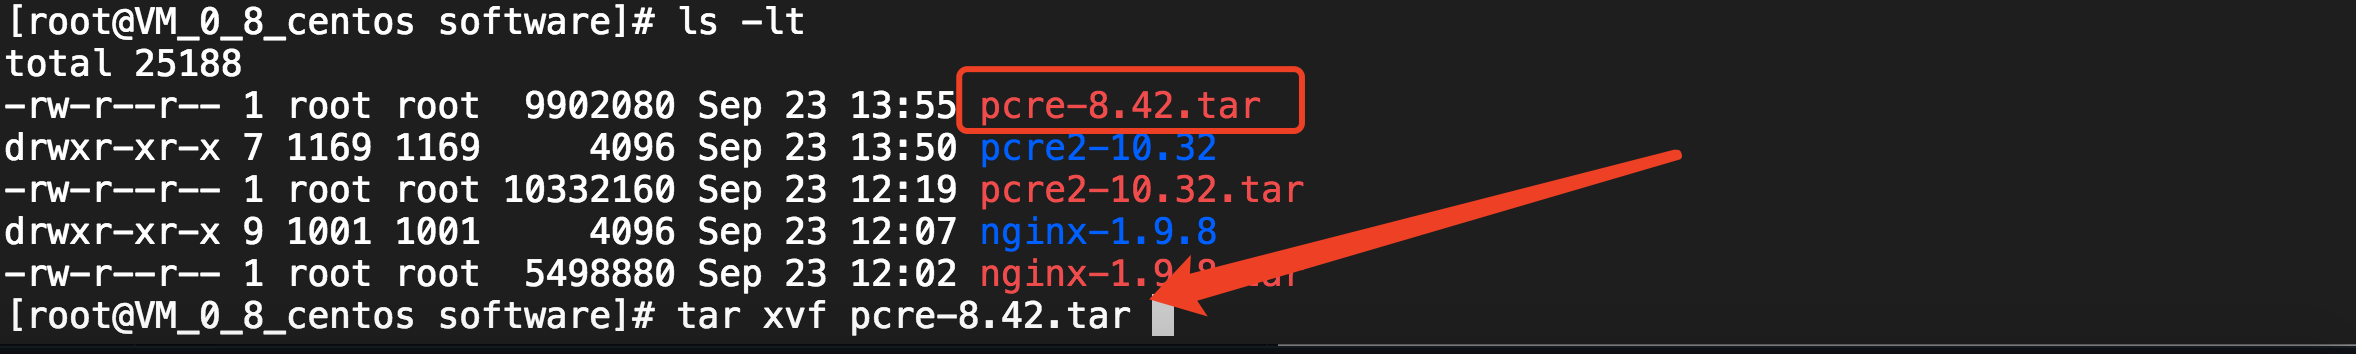 [root@VM_0_8_centos software]# ls -lt
total 25188
-rw-r--r-- 1 root root  9902080 Sep 23 13:55 pcre-8.42.tar
drwxr-xr-x 7 1169 1169     4096 Sep 23 13:50 pcre2-10.32
-rw-r--r-- 1 root root 10332160 Sep 23 12:19 pcre2-10.32.tar
drwxr-xr-x 9 1001 1001     4096 Sep 23 12:07 nginx-1.9.8
-rw-r--r-- 1 root root  5498880 Sep 23 12:02 nginx-1.9.8.tar
[root@VM_0_8_centos software]# tar xvf pcre-8.42.tar